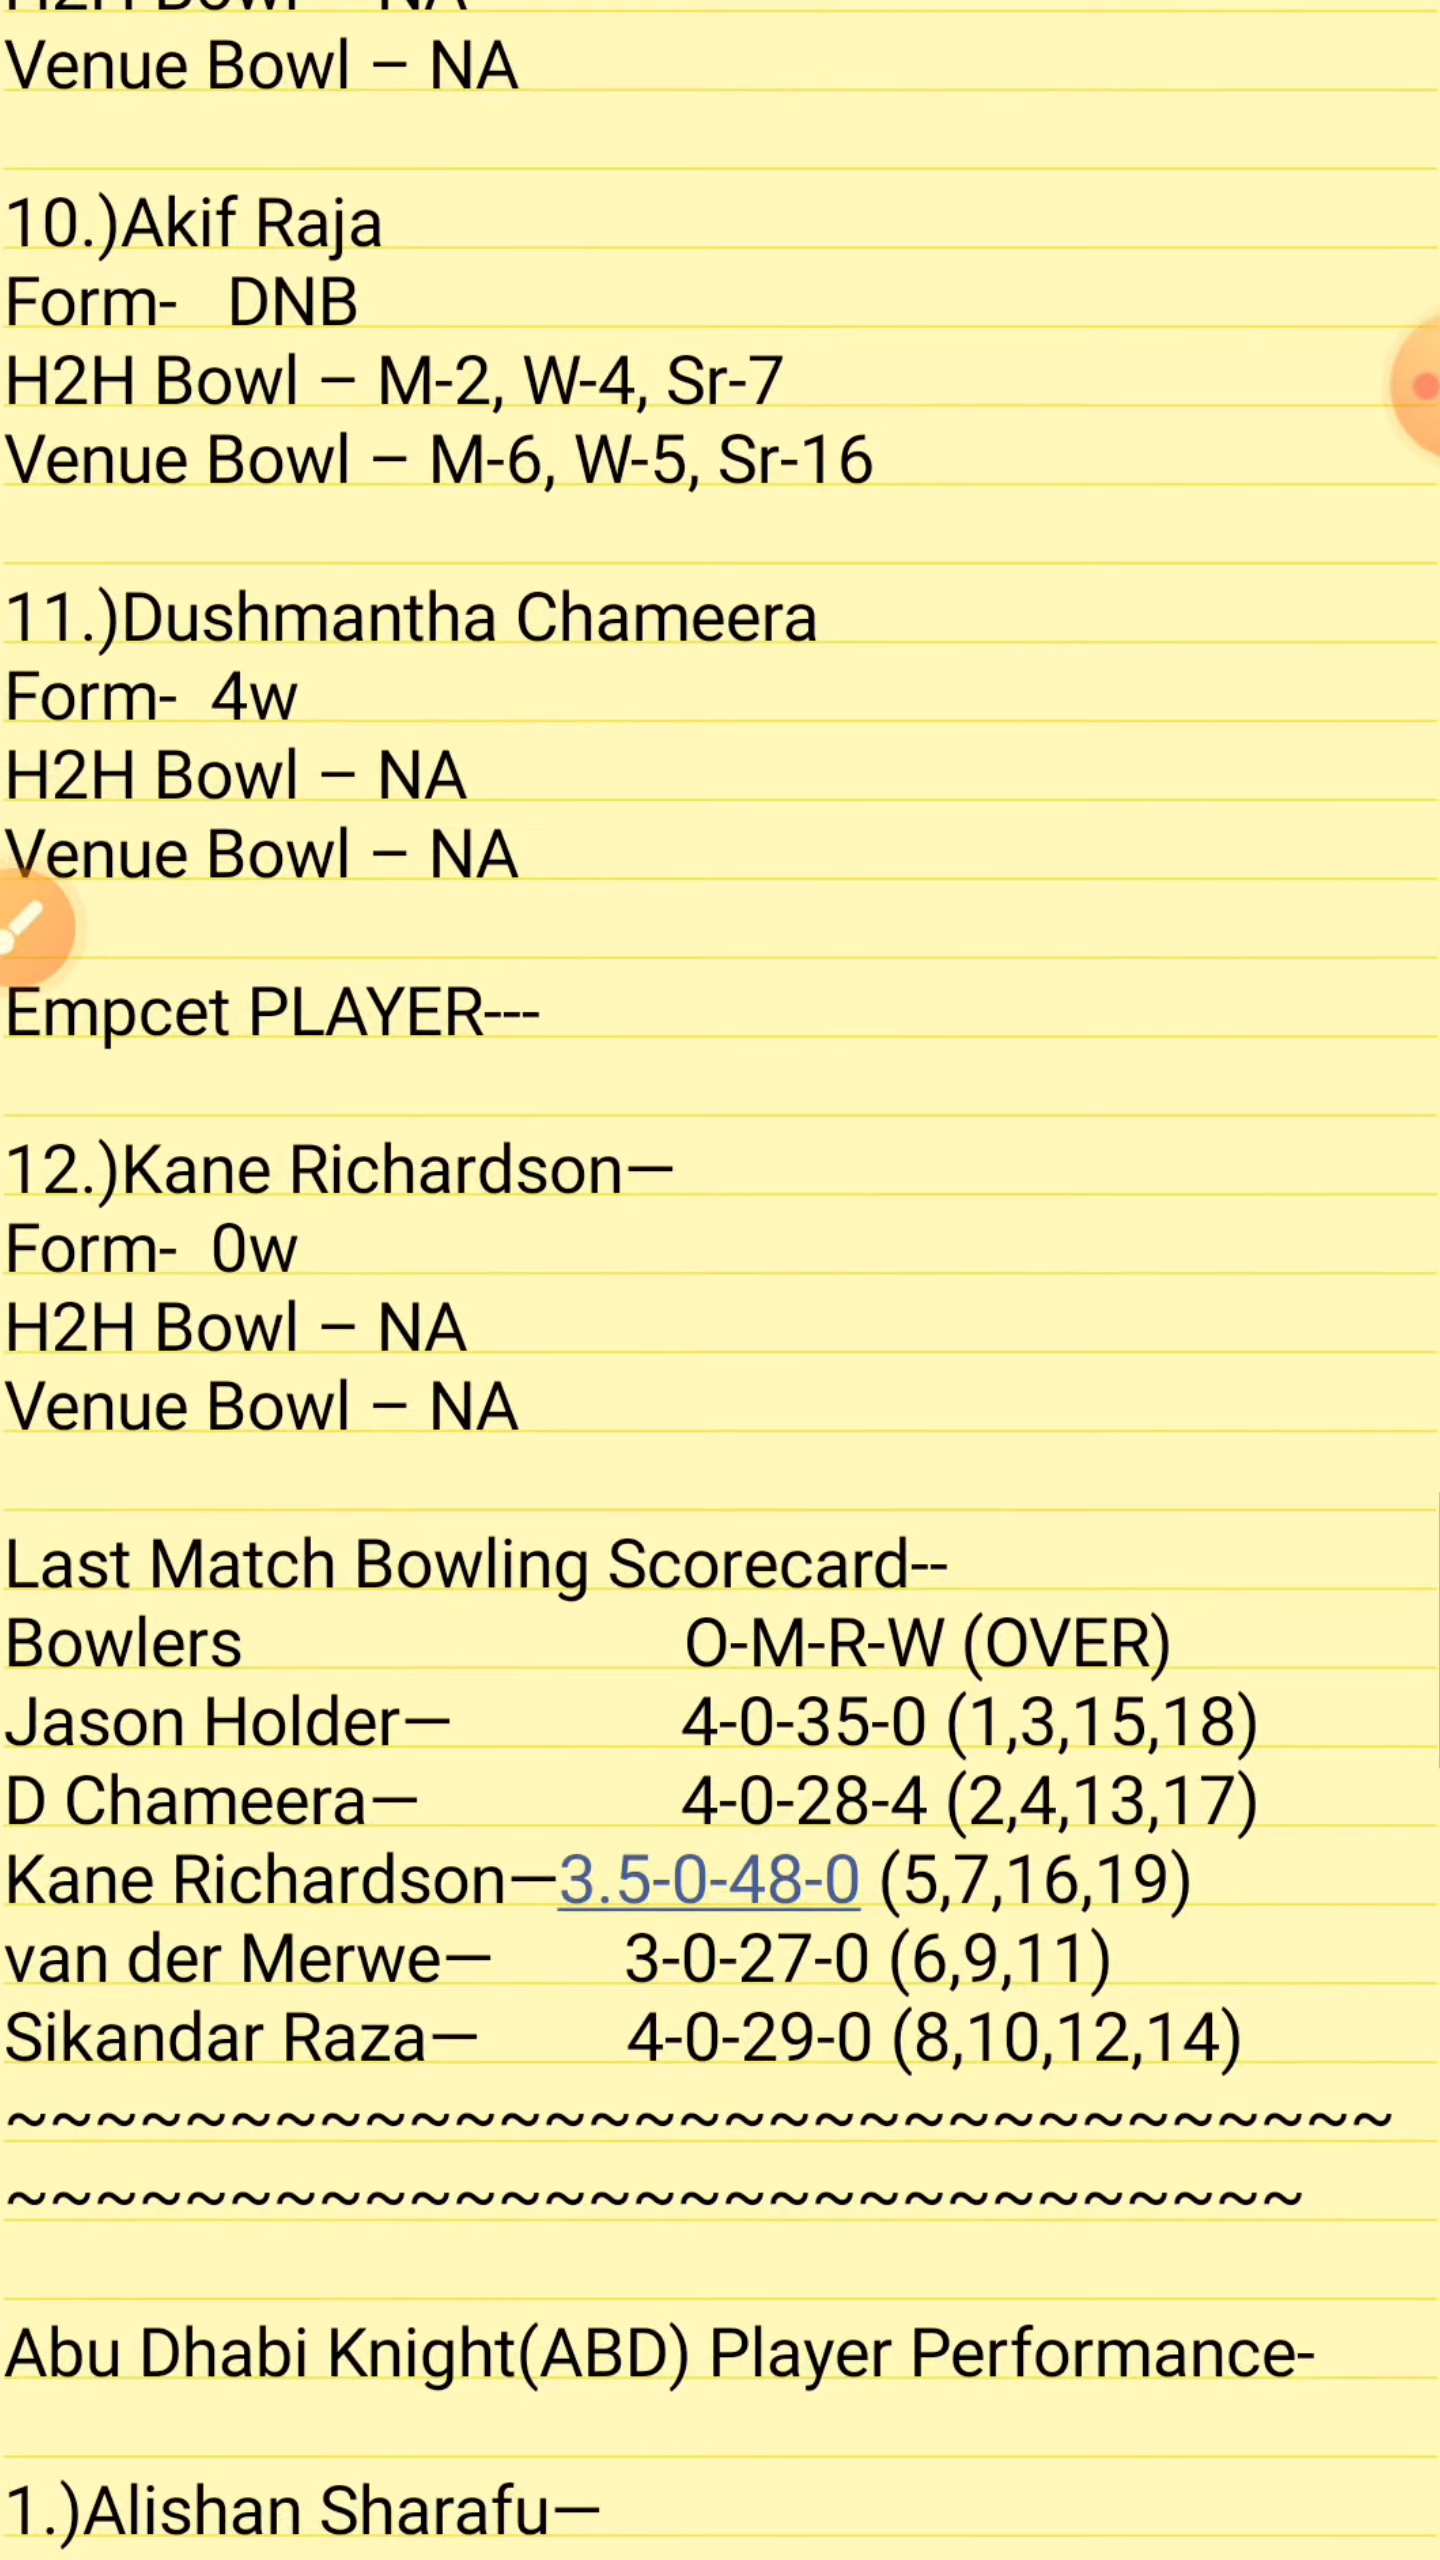 H2H Bowl – NA
Venue Bowl – NA
10.)Akif Raja
Form-   DNB
H2H Bowl – M-2, W-4, Sr-7
Venue Bowl – M-6, W-5, Sr-16
11.)Dushmantha Chameera
Form-  4w
H2H Bowl – NA
Venue Bowl – NA
Empcet PLAYER---
12.)Kane Richardson—
Form-  0w
H2H Bowl – NA
Venue Bowl – NA
Last Match Bowling Scorecard--
Bowlers O-M-R-W (OVER)
Jason Holder— 4-0-35-0 (1,3,15,18)
D Chameera— 4-0-28-4 (2,4,13,17)
Kane Richardson—3.5-0-48-0 (5,7,16,19)
van der Merwe— 3-0-27-0 (6,9,11)
Sikandar Raza— 4-0-29-0 (8,10,12,14)
~~~~~~~~~~~~~~~~~~~~~~~~~~~~~~~
~~~~~~~~~~~~~~~~~~~~~~~~~~~~~
Abu Dhabi Knight(ABD) Player Performance-
1.)Alishan Sharafu—